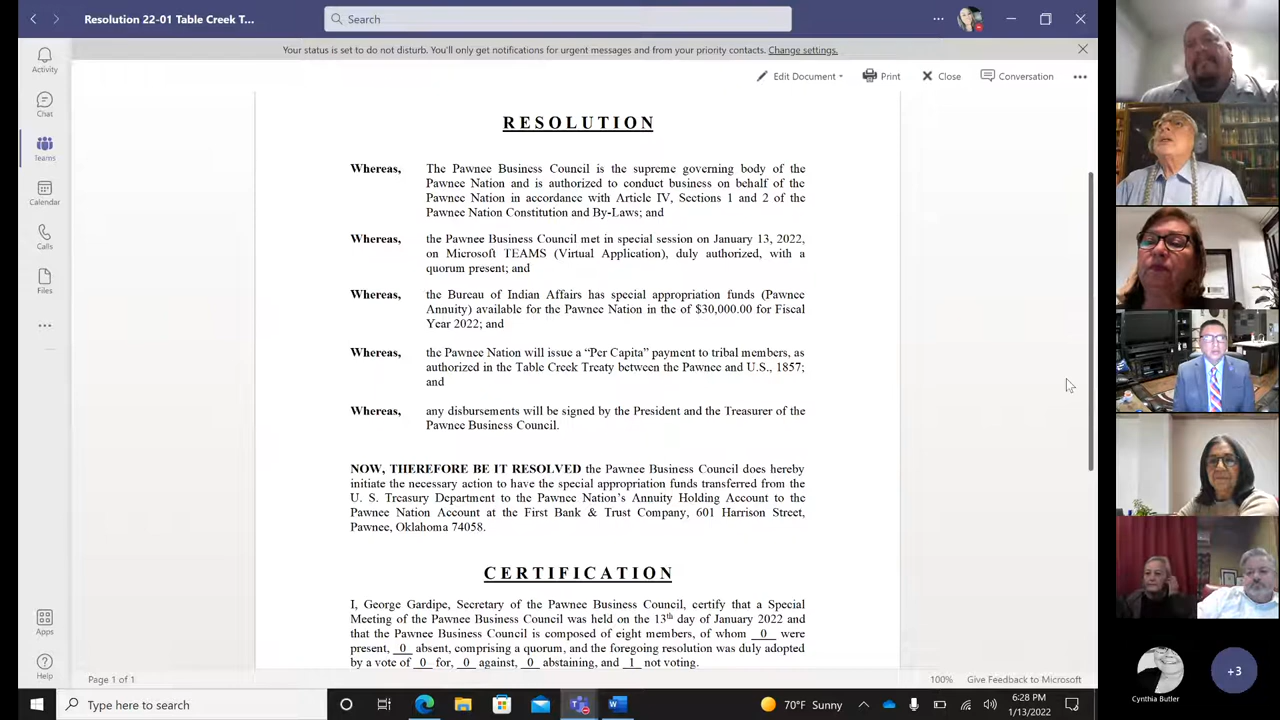 Resolution 22-01 Table Creek T...
Search
Your status is set to do not disturb. You'll only get notifications for urgent messages and from your priority contacts. Change settings.
Activity
Chat
Teams
Calendar
Calls
Files
Apps
Help
Edit Document
Print
Close
Conversation
RESOLUTION
Whereas, The Pawnee Business Council is the supreme governing body of the
Pawnee Nation and is authorized to conduct business on behalf of the
Pawnee Nation in accordance with Article IV, Sections 1 and 2 of the
Pawnee Nation Constitution and By-Laws; and
Whereas, the Pawnee Business Council met in special session on January 13, 2022,
on Microsoft TEAMS (Virtual Application), duly authorized, with a
quorum present; and
Whereas, the Bureau of Indian Affairs has special appropriation funds (Pawnee
Annuity) available for the Pawnee Nation in the of $30,000.00 for Fiscal
Year 2022; and
Whereas, the Pawnee Nation will issue a “Per Capita” payment to tribal members, as
authorized in the Table Creek Treaty between the Pawnee and U.S., 1857;
and
Whereas, any disbursements will be signed by the President and the Treasurer of the
Pawnee Business Council.
NOW, THEREFORE BE IT RESOLVED the Pawnee Business Council does hereby
initiate the necessary action to have the special appropriation funds transferred from the
U. S. Treasury Department to the Pawnee Nation’s Annuity Holding Account to the
Pawnee Nation Account at the First Bank & Trust Company, 601 Harrison Street,
Pawnee, Oklahoma 74058.
CERTIFICATION
I, George Gardipe, Secretary of the Pawnee Business Council, certify that a Special
Meeting of the Pawnee Business Council was held on the 13th day of January 2022 and
that the Pawnee Business Council is composed of eight members, of whom 0 were
present, 0 absent, comprising a quorum, and the foregoing resolution was duly adopted
by a vote of 0 for, 0 against, 0 abstaining, and 1 not voting.
Page 1 of 1
100%
Give Feedback to Microsoft
Cynthia Butler
+3
Type here to search
70°F Sunny
6:28 PM
1/13/2022